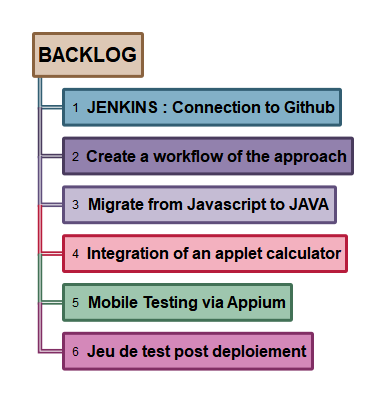 BACKLOG
1 JENKINS : Connection to Github
2 Create a workflow of the approach
3 Migrate from Javascript to JAVA
4 Integration of an applet calculator
5 Mobile Testing via Appium
6 Jeu de test post deploiement